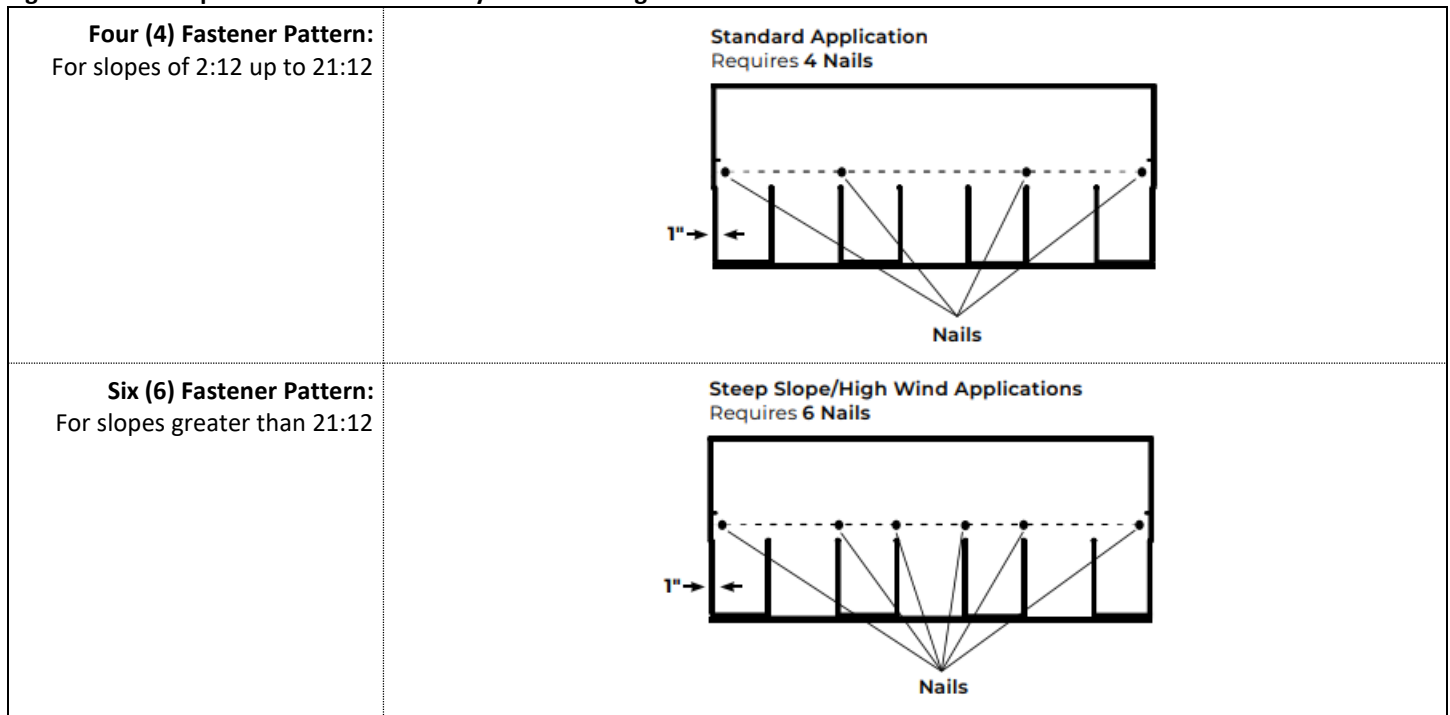 Four (4) Fastener Pattern:
For slopes of 2:12 up to 21:12
Standard Application
Requires 4 Nails
1"
Nails
Six (6) Fastener Pattern:
For slopes greater than 21:12
Steep Slope/High Wind Applications
Requires 6 Nails
1"
Nails